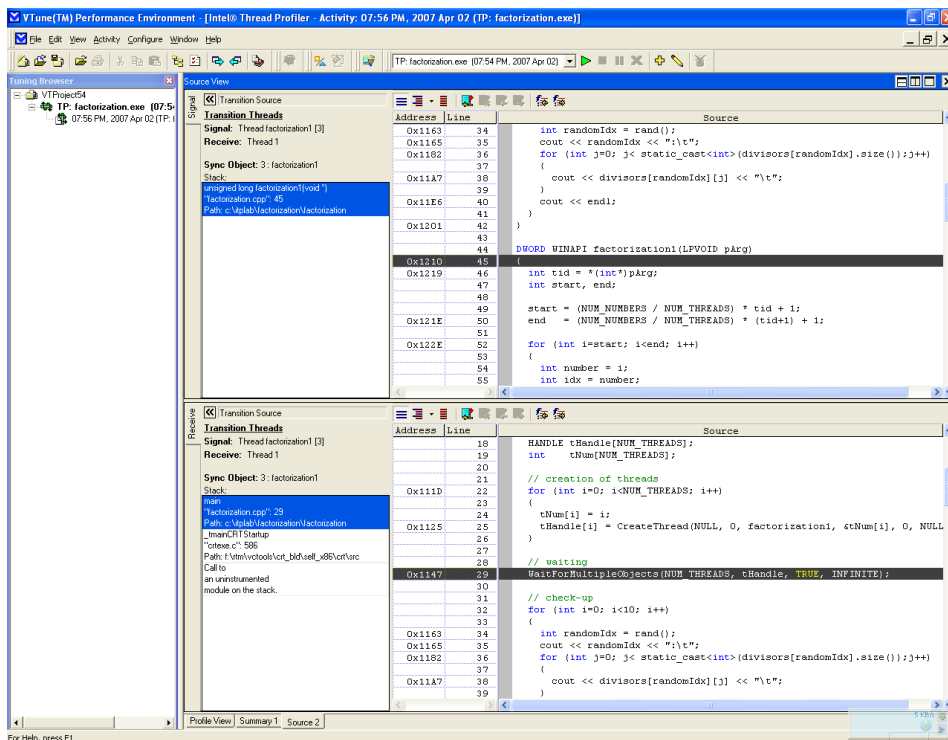 VTune(TM) Performance Environment - [Intel® Thread Profiler - Activity: 07:56 PM, 2007 Apr 02 (TP: factorization.exe)]
File Edit View Activity Configure Window Help
TP: factorization.exe (07:54 PM, 2007 Apr 02)
Tuning Browser
VTProject54
TP: factorization.exe (07:5
07:56 PM, 2007 Apr 02 (TP: 
Source View
Signal
Transition Source
Transition Threads
Signal: Thread factorization1 [3]
Receive: Thread 1
Sync Object: 3 : factorization1
Stack:
unsigned long factorization1(void *)
"factorization.cpp": 45
Path: c:\itplab\factorization\factorization
Address Line Source
0x1163 34 int randomIdx = rand();
0x1165 35 cout << randomIdx << ":\t";
0x1182 36 for (int j=0; j< static_cast<int>(divisors[randomIdx].size());j++)
37 {
0x11A7 38 cout << divisors[randomIdx][j] << "\t";
39 }
0x11E6 40 cout << endl;
41 }
0x1201 42 }
43
44 DWORD WINAPI factorization1(LPVOID pArg)
0x1210 45 {
0x1219 46 int tid = *(int*)pArg;
47 int start, end;
48
49 start = (NUM_NUMBERS / NUM_THREADS) * tid + 1;
0x121E 50 end = (NUM_NUMBERS / NUM_THREADS) * (tid+1) + 1;
51
0x122E 52 for (int i=start; i<end; i++)
53 {
54 int number = i;
55 int idx = number;
Receive
Transition Source
Transition Threads
Signal: Thread factorization1 [3]
Receive: Thread 1
Sync Object: 3 : factorization1
Stack:
main
"factorization.cpp": 29
Path: c:\itplab\factorization\factorization
_tmainCRTStartup
"crtexe.c": 586
Path: f:\rtm\vctools\crt_bld\self_x86\crt\src
Call to
an uninstrumented
module on the stack.
Address Line Source
18 HANDLE tHandle[NUM_THREADS];
19 int tNum[NUM_THREADS];
20
21 // creation of threads
0x111D 22 for (int i=0; i<NUM_THREADS; i++)
23 {
24 tNum[i] = i;
0x1125 25 tHandle[i] = CreateThread(NULL, 0, factorization1, &tNum[i], 0, NULL
26 }
27
28 // waiting
0x1147 29 WaitForMultipleObjects(NUM_THREADS, tHandle, TRUE, INFINITE);
30
31 // check-up
32 for (int i=0; i<10; i++)
33 {
0x1163 34 int randomIdx = rand();
0x1165 35 cout << randomIdx << ":\t";
0x1182 36 for (int j=0; j< static_cast<int>(divisors[randomIdx].size());j++)
37 {
0x11A7 38 cout << divisors[randomIdx][j] << "\t";
39 }
Profile View Summary 1 Source 2
5 KB/s
For Help, press F1